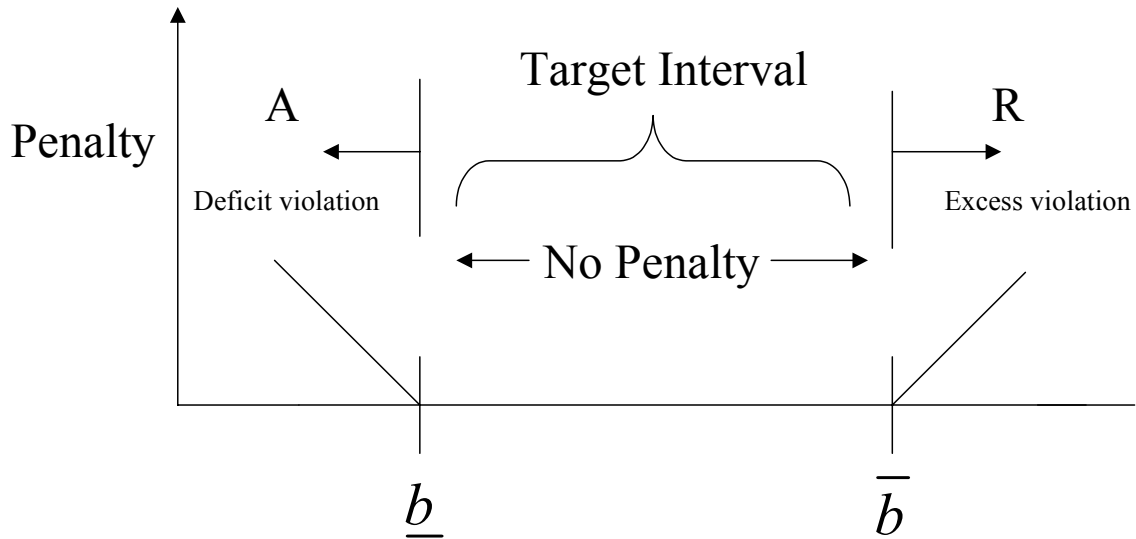 Target Interval
A
R
Penalty
Deficit violation
Excess violation
No Penalty
b̲
b̅